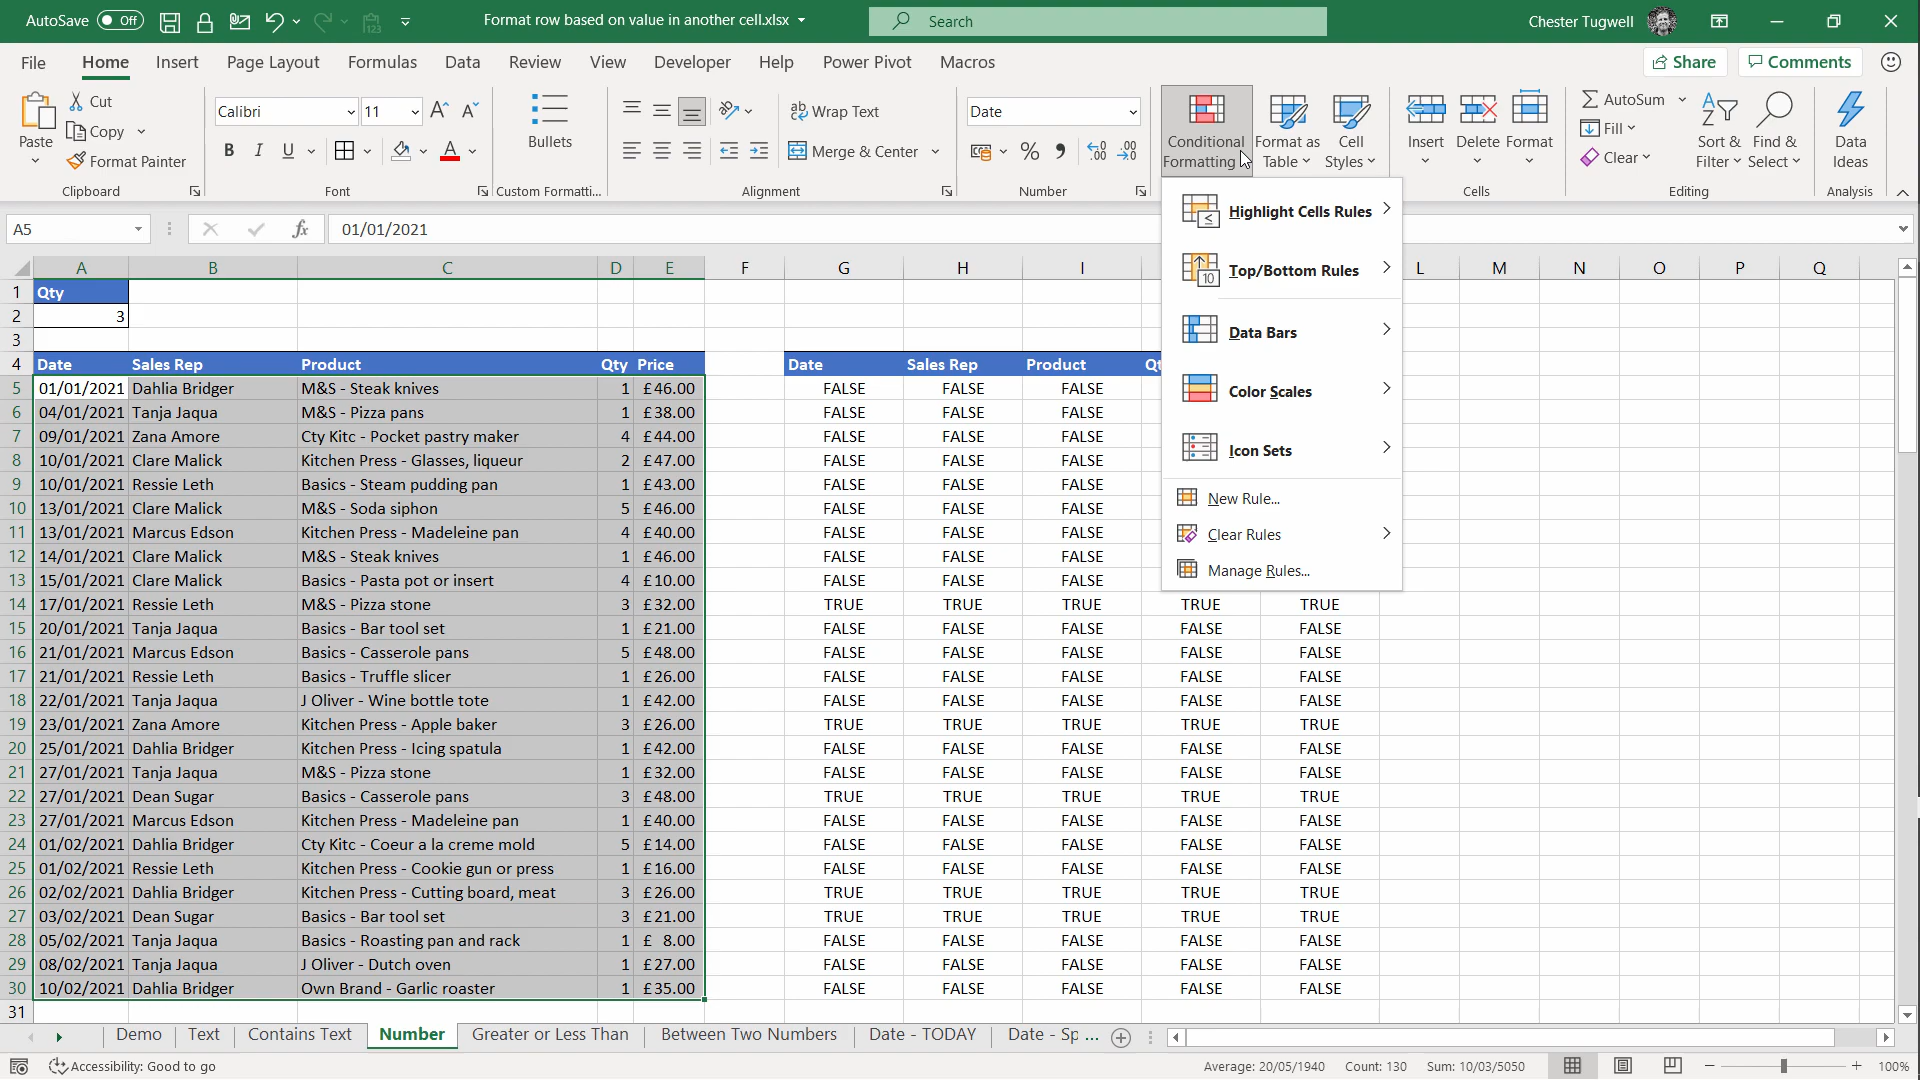 AutoSave Off Format row based on value in another cell.xlsx Search Chester Tugwell
File Home Insert Page Layout Formulas Data Review View Developer Help Power Pivot Macros Share Comments
Paste Cut Copy Format Painter Clipboard
Calibri 11 B I U Font
Bullets Custom Formatti...
Wrap Text Merge & Center Alignment
Date % Number
Conditional Formatting Format as Table Cell Styles
Insert Delete Format Cells
AutoSum Fill Clear Sort & Filter Find & Select Editing
Data Ideas Analysis
A5 fx 01/01/2021
Highlight Cells Rules
Top/Bottom Rules
Data Bars
Color Scales
Icon Sets
New Rule...
Clear Rules
Manage Rules...
A B C D E F G H I L M N O P Q
1 Qty
2 3
3
4 Date Sales Rep Product Qty Price Date Sales Rep Product
5 01/01/2021 Dahlia Bridger M&S - Steak knives 1 £46.00 FALSE FALSE FALSE
6 04/01/2021 Tanja Jaqua M&S - Pizza pans 1 £38.00 FALSE FALSE FALSE
7 09/01/2021 Zana Amore Cty Kitc - Pocket pastry maker 4 £44.00 FALSE FALSE FALSE
8 10/01/2021 Clare Malick Kitchen Press - Glasses, liqueur 2 £47.00 FALSE FALSE FALSE
9 10/01/2021 Ressie Leth Basics - Steam pudding pan 1 £43.00 FALSE FALSE FALSE
10 13/01/2021 Clare Malick M&S - Soda siphon 5 £46.00 FALSE FALSE FALSE
11 13/01/2021 Marcus Edson Kitchen Press - Madeleine pan 4 £40.00 FALSE FALSE FALSE
12 14/01/2021 Clare Malick M&S - Steak knives 1 £46.00 FALSE FALSE FALSE
13 15/01/2021 Clare Malick Basics - Pasta pot or insert 4 £10.00 FALSE FALSE FALSE
14 17/01/2021 Ressie Leth M&S - Pizza stone 3 £32.00 TRUE TRUE TRUE TRUE TRUE
15 20/01/2021 Tanja Jaqua Basics - Bar tool set 1 £21.00 FALSE FALSE FALSE FALSE FALSE
16 21/01/2021 Marcus Edson Basics - Casserole pans 5 £48.00 FALSE FALSE FALSE FALSE FALSE
17 21/01/2021 Ressie Leth Basics - Truffle slicer 1 £26.00 FALSE FALSE FALSE FALSE FALSE
18 22/01/2021 Tanja Jaqua J Oliver - Wine bottle tote 1 £42.00 FALSE FALSE FALSE FALSE FALSE
19 23/01/2021 Zana Amore Kitchen Press - Apple baker 3 £26.00 TRUE TRUE TRUE TRUE TRUE
20 25/01/2021 Dahlia Bridger Kitchen Press - Icing spatula 1 £42.00 FALSE FALSE FALSE FALSE FALSE
21 27/01/2021 Tanja Jaqua M&S - Pizza stone 1 £32.00 FALSE FALSE FALSE FALSE FALSE
22 27/01/2021 Dean Sugar Basics - Casserole pans 3 £48.00 TRUE TRUE TRUE TRUE TRUE
23 27/01/2021 Marcus Edson Kitchen Press - Madeleine pan 1 £40.00 FALSE FALSE FALSE FALSE FALSE
24 01/02/2021 Dahlia Bridger Cty Kitc - Coeur a la creme mold 5 £14.00 FALSE FALSE FALSE FALSE FALSE
25 01/02/2021 Ressie Leth Kitchen Press - Cookie gun or press 1 £16.00 FALSE FALSE FALSE FALSE FALSE
26 02/02/2021 Dahlia Bridger Kitchen Press - Cutting board, meat 3 £26.00 TRUE TRUE TRUE TRUE TRUE
27 03/02/2021 Dean Sugar Basics - Bar tool set 3 £21.00 TRUE TRUE TRUE TRUE TRUE
28 05/02/2021 Tanja Jaqua Basics - Roasting pan and rack 1 £ 8.00 FALSE FALSE FALSE FALSE FALSE
29 08/02/2021 Tanja Jaqua J Oliver - Dutch oven 1 £27.00 FALSE FALSE FALSE FALSE FALSE
30 10/02/2021 Dahlia Bridger Own Brand - Garlic roaster 1 £35.00 FALSE FALSE FALSE FALSE FALSE
31
Demo Text Contains Text Number Greater or Less Than Between Two Numbers Date - TODAY Date - Sp ...
Accessibility: Good to go Average: 20/05/1940 Count: 130 Sum: 10/03/5050 100%